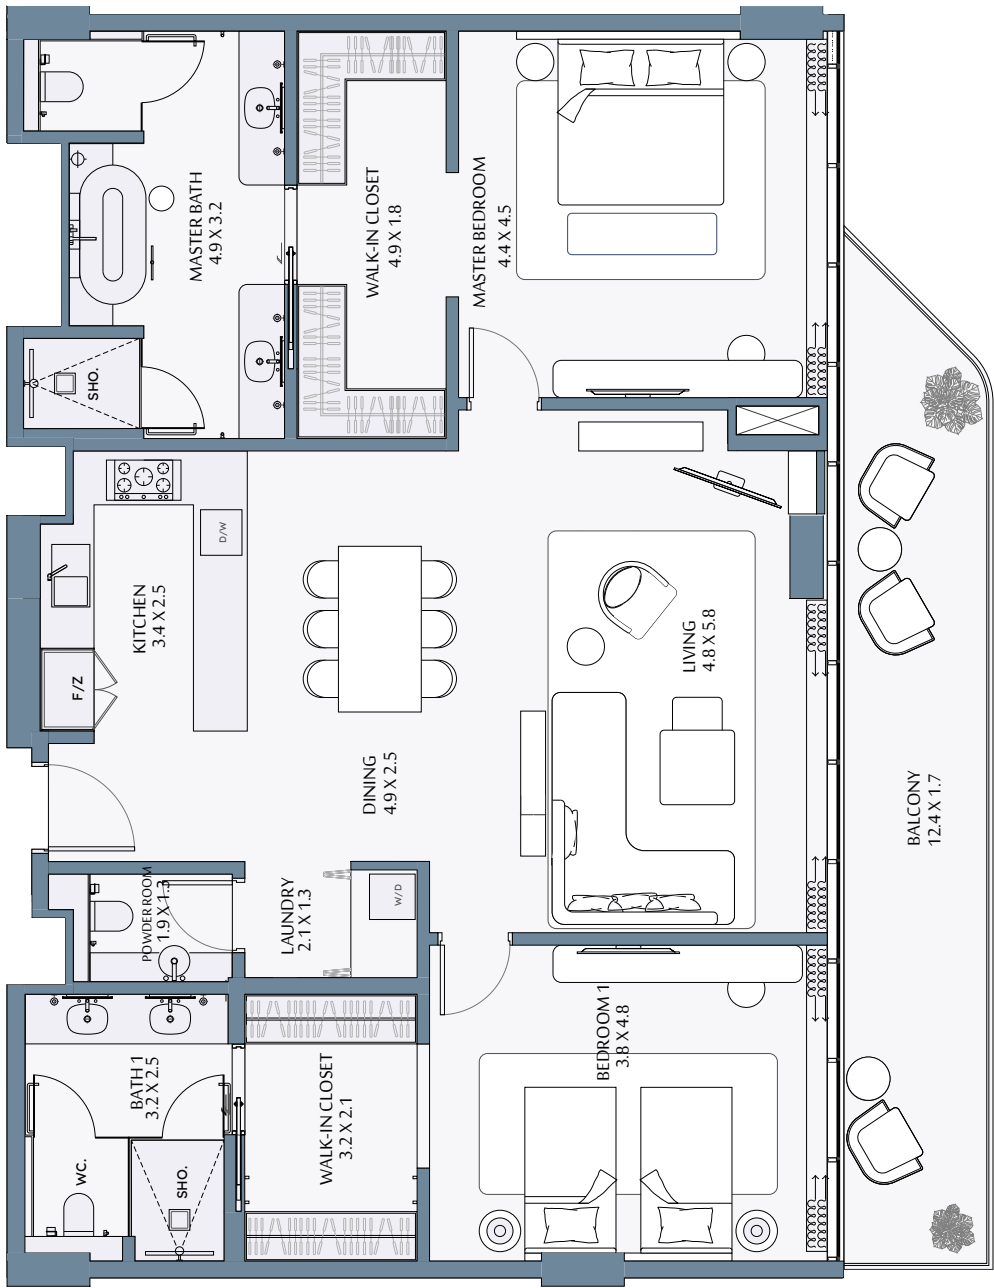 MASTER BATH
4.9 X 3.2
WALK-IN CLOSET
4.9 X 1.8
MASTER BEDROOM
4.4 X 4.5
SHO.
D/W
KITCHEN
3.4 X 2.5
F/Z
LIVING
4.8 X 5.8
DINING
4.9 X 2.5
BALCONY
12.4 X 1.7
POWDER ROOM
1.9 X 1.3
LAUNDRY
2.1 X 1.3
W/D
BEDROOM 1
3.8 X 4.8
BATH 1
3.2 X 2.5
WALK-IN CLOSET
3.2 X 2.1
WC.
SHO.